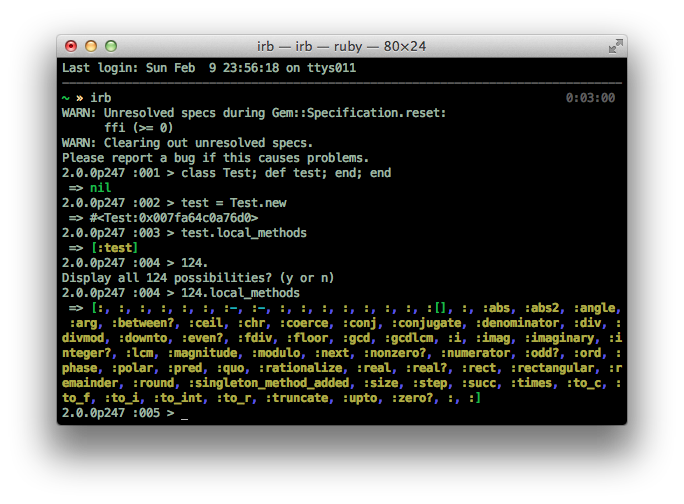 irb — irb — ruby — 80×24
Last login: Sun Feb  9 23:56:18 on ttys011
~ » irb 0:03:00
WARN: Unresolved specs during Gem::Specification.reset:
      ffi (>= 0)
WARN: Clearing out unresolved specs.
Please report a bug if this causes problems.
2.0.0p247 :001 > class Test; def test; end; end
 => nil
2.0.0p247 :002 > test = Test.new
 => #<Test:0x007fa64c0a76d0>
2.0.0p247 :003 > test.local_methods
 => [:test]
2.0.0p247 :004 > 124.
Display all 124 possibilities? (y or n)
2.0.0p247 :004 > 124.local_methods
 => [:, :, :, :, :, :, :-, :-, :, :, :, :, :, :, :, :[], :, :abs, :abs2, :angle,
 :arg, :between?, :ceil, :chr, :coerce, :conj, :conjugate, :denominator, :div, :
divmod, :downto, :even?, :fdiv, :floor, :gcd, :gcdlcm, :i, :imag, :imaginary, :i
nteger?, :lcm, :magnitude, :modulo, :next, :nonzero?, :numerator, :odd?, :ord, :
phase, :polar, :pred, :quo, :rationalize, :real, :real?, :rect, :rectangular, :r
emainder, :round, :singleton_method_added, :size, :step, :succ, :times, :to_c, :
to_f, :to_i, :to_int, :to_r, :truncate, :upto, :zero?, :, :]
2.0.0p247 :005 > _